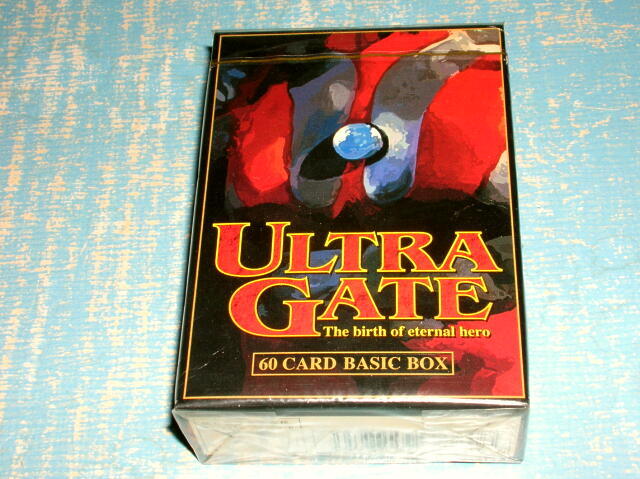 ULTRA
GATE
The birth of eternal hero
60 CARD BASIC BOX